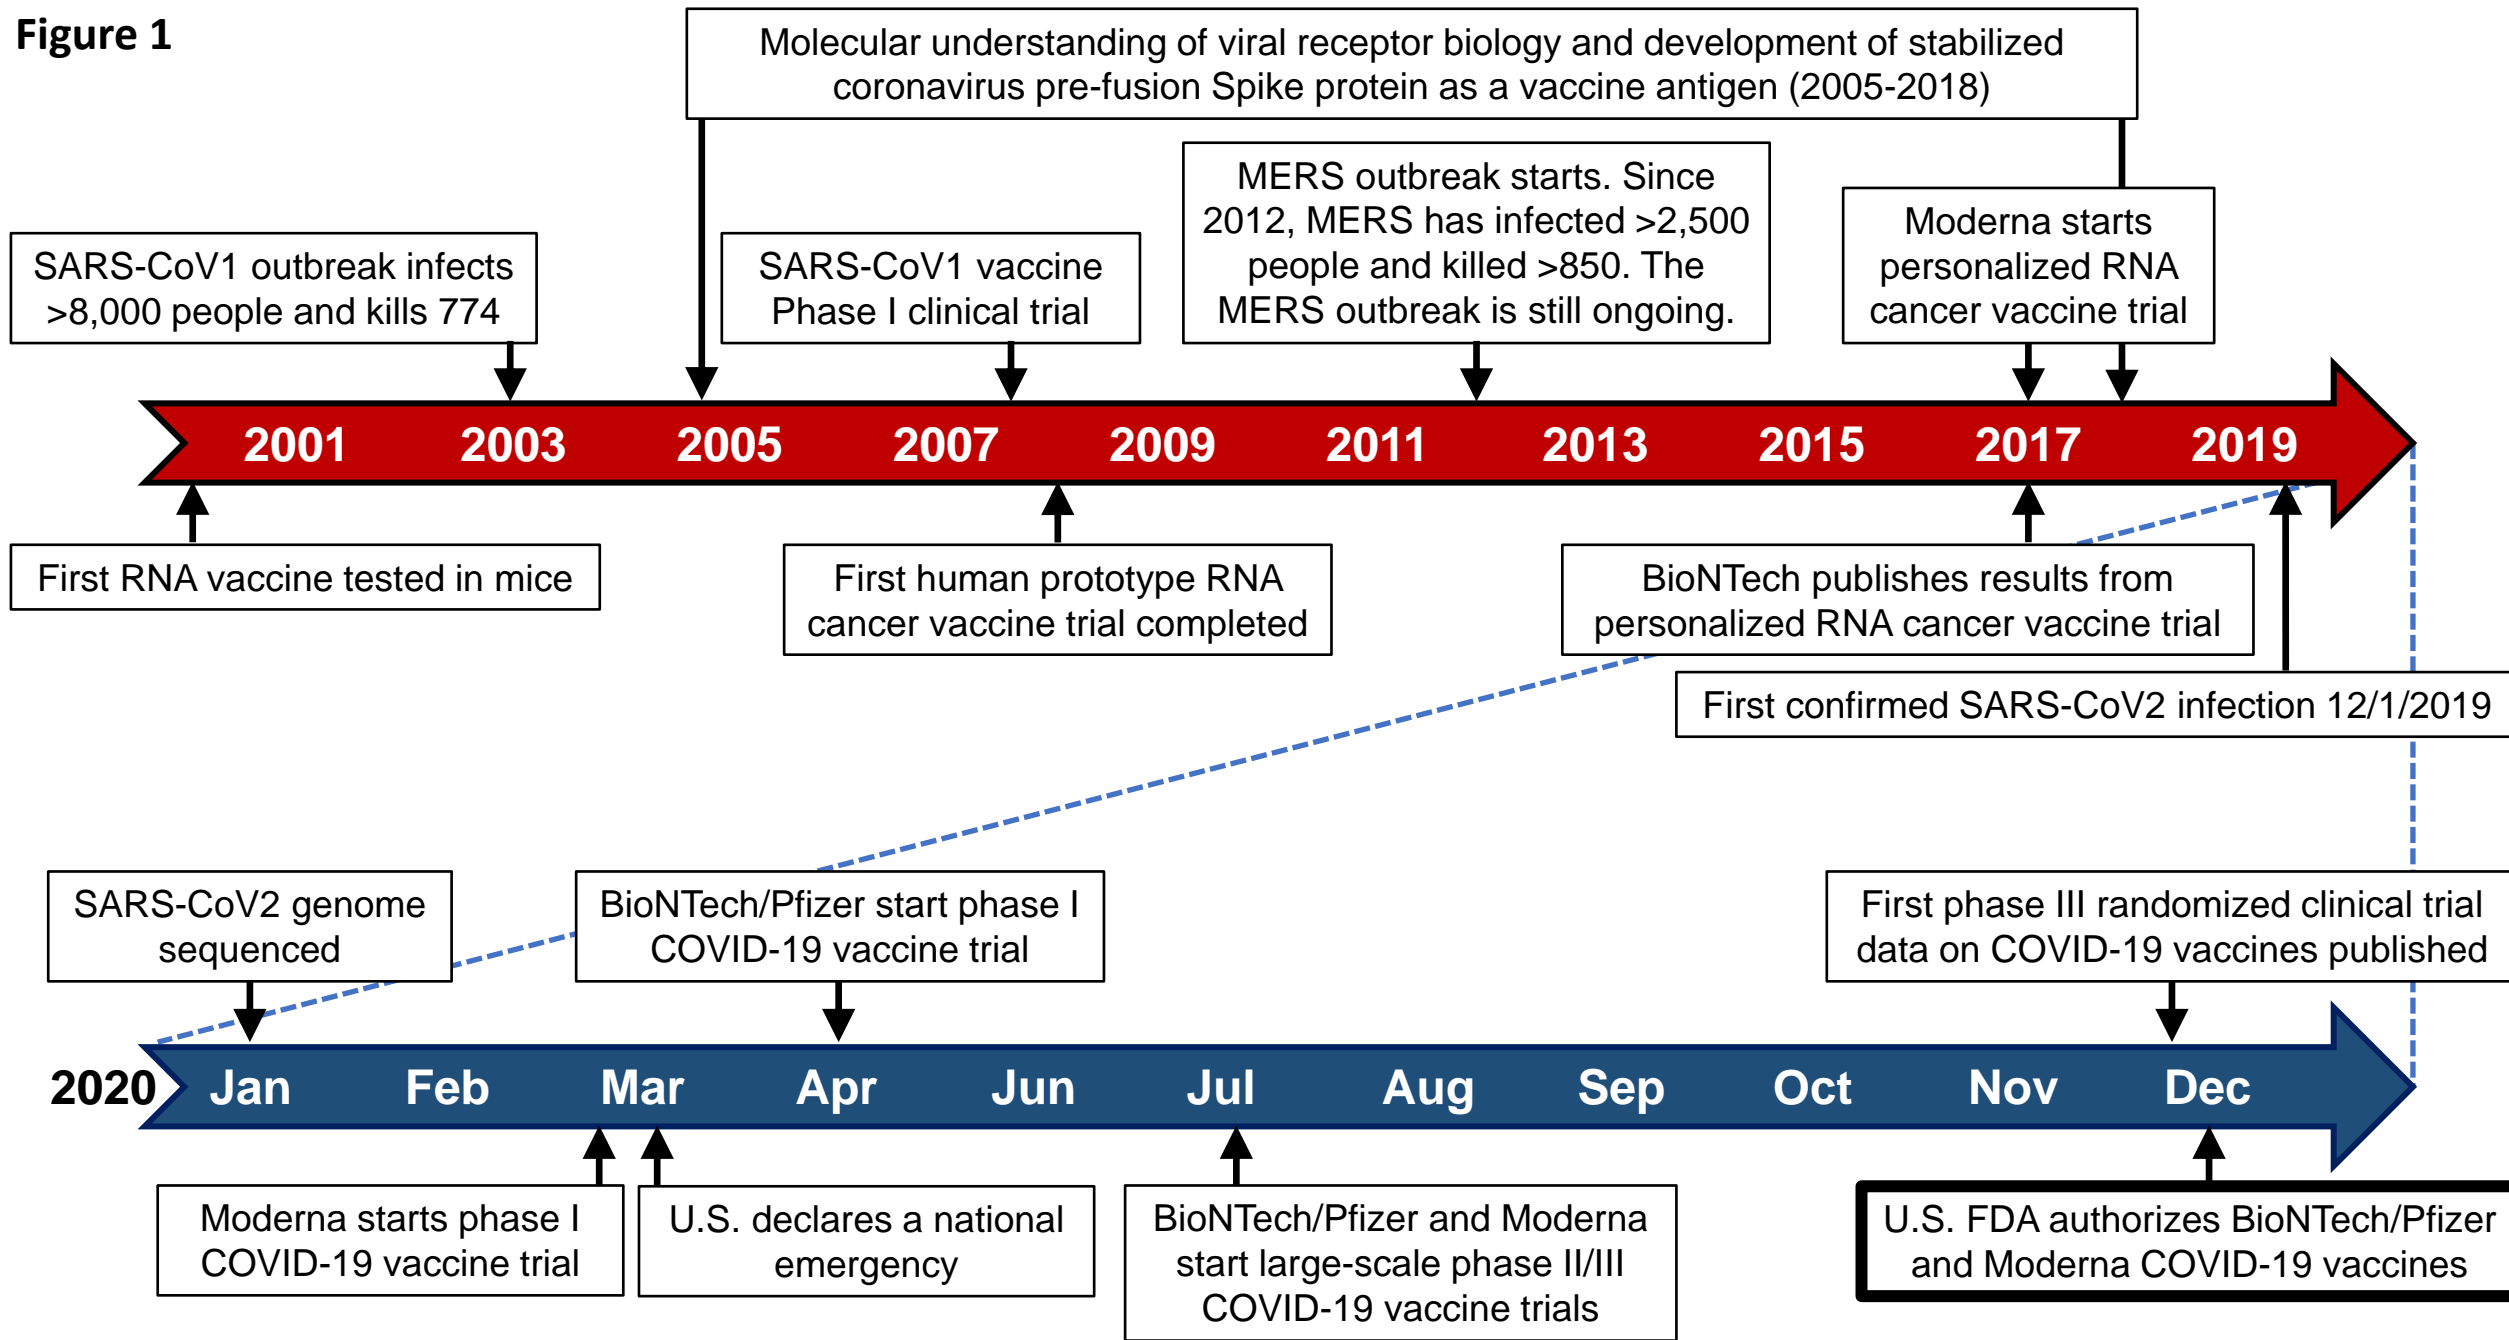 Figure 1
Molecular understanding of viral receptor biology and development of stabilized
coronavirus pre-fusion Spike protein as a vaccine antigen (2005-2018)
SARS-CoV1 outbreak infects
>8,000 people and kills 774
SARS-CoV1 vaccine
Phase I clinical trial
MERS outbreak starts. Since
2012, MERS has infected >2,500
people and killed >850. The
MERS outbreak is still ongoing.
Moderna starts
personalized RNA
cancer vaccine trial
2001 2003 2005 2007 2009 2011 2013 2015 2017 2019
First RNA vaccine tested in mice
First human prototype RNA
cancer vaccine trial completed
BioNTech publishes results from
personalized RNA cancer vaccine trial
First confirmed SARS-CoV2 infection 12/1/2019
SARS-CoV2 genome
sequenced
BioNTech/Pfizer start phase I
COVID-19 vaccine trial
First phase III randomized clinical trial
data on COVID-19 vaccines published
2020 Jan Feb Mar Apr Jun Jul Aug Sep Oct Nov Dec
Moderna starts phase I
COVID-19 vaccine trial
U.S. declares a national
emergency
BioNTech/Pfizer and Moderna
start large-scale phase II/III
COVID-19 vaccine trials
U.S. FDA authorizes BioNTech/Pfizer
and Moderna COVID-19 vaccines